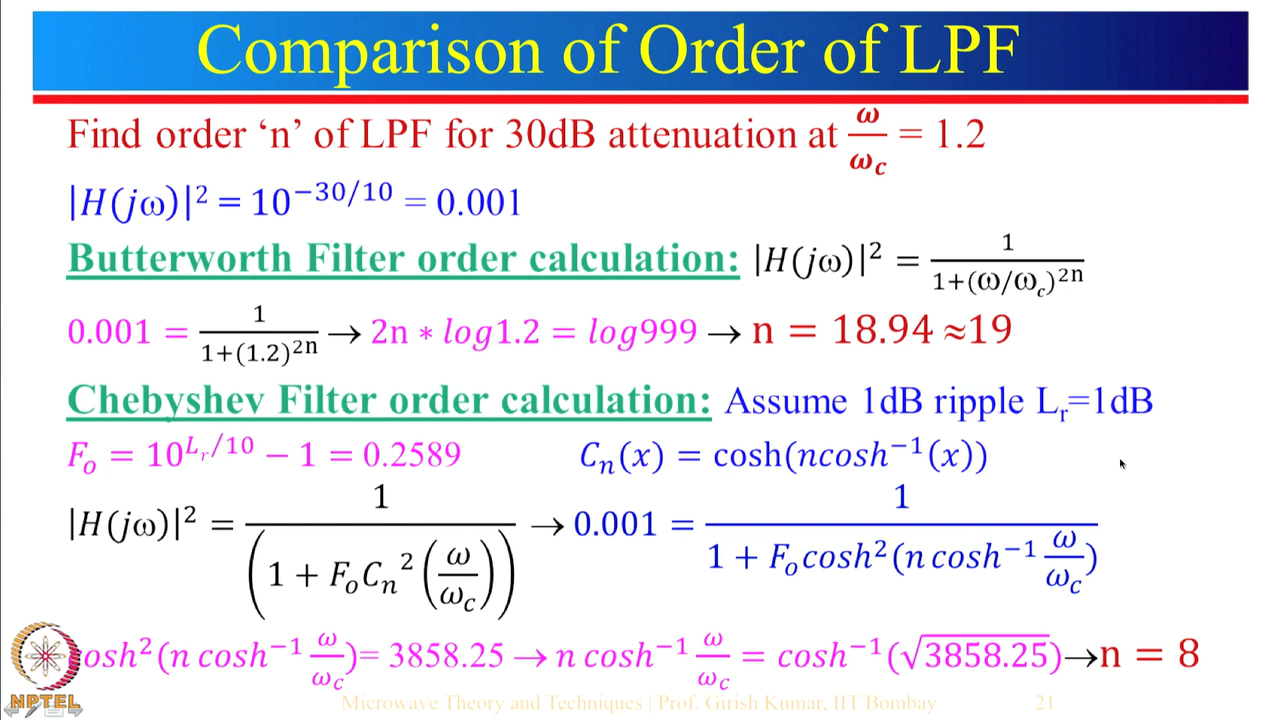 Comparison of Order of LPF
Find order ‘n’ of LPF for 30dB attenuation at ω/ω_c = 1.2
|H(jω)|² = 10^(−30/10) = 0.001
Butterworth Filter order calculation: |H(jω)|² = 1/(1+(ω/ω_c)^2n)
0.001 = 1/(1+(1.2)^2n) → 2n ∗ log1.2 = log999 → n = 18.94 ≈19
Chebyshev Filter order calculation: Assume 1dB ripple L_r=1dB
F_o = 10^(L_r/10) − 1 = 0.2589 C_n(x) = cosh(ncosh⁻¹(x))
|H(jω)|² = 1/(1 + F_o C_n²(ω/ω_c)) → 0.001 = 1/(1 + F_o cosh²(n cosh⁻¹ ω/ω_c))
osh²(n cosh⁻¹ ω/ω_c)= 3858.25 → n cosh⁻¹ ω/ω_c = cosh⁻¹(√3858.25)→n = 8
NPTEL
Microwave Theory and Techniques | Prof. Girish Kumar, IIT Bombay 21